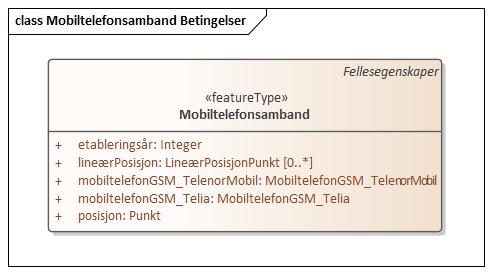 class Mobiltelefonsamband Betingelser
Fellesegenskaper
«featureType»
Mobiltelefonsamband
+ etableringsår: Integer
+ lineærPosisjon: LineærPosisjonPunkt [0..*]
+ mobiltelefonGSM_TelenorMobil: MobiltelefonGSM_TelenorMobil
+ mobiltelefonGSM_Telia: MobiltelefonGSM_Telia
+ posisjon: Punkt